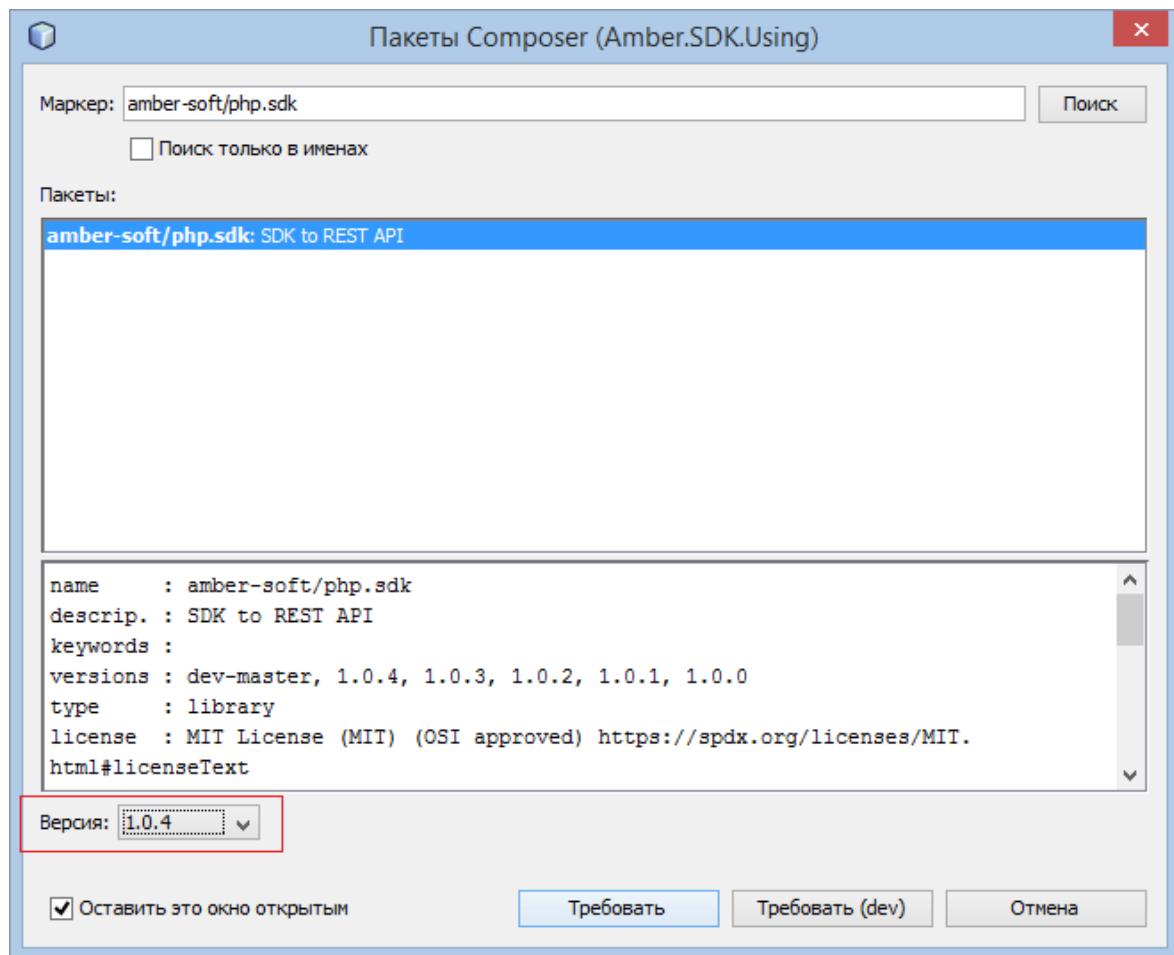 Пакеты Composer (Amber.SDK.Using)
Маркер: amber-soft/php.sdk Поиск
Поиск только в именах
Пакеты:
amber-soft/php.sdk: SDK to REST API
name : amber-soft/php.sdk
descrip. : SDK to REST API
keywords :
versions : dev-master, 1.0.4, 1.0.3, 1.0.2, 1.0.1, 1.0.0
type : library
license : MIT License (MIT) (OSI approved) https://spdx.org/licenses/MIT.
html#licenseText
Версия: 1.0.4
Оставить это окно открытым Требовать Требовать (dev) Отмена